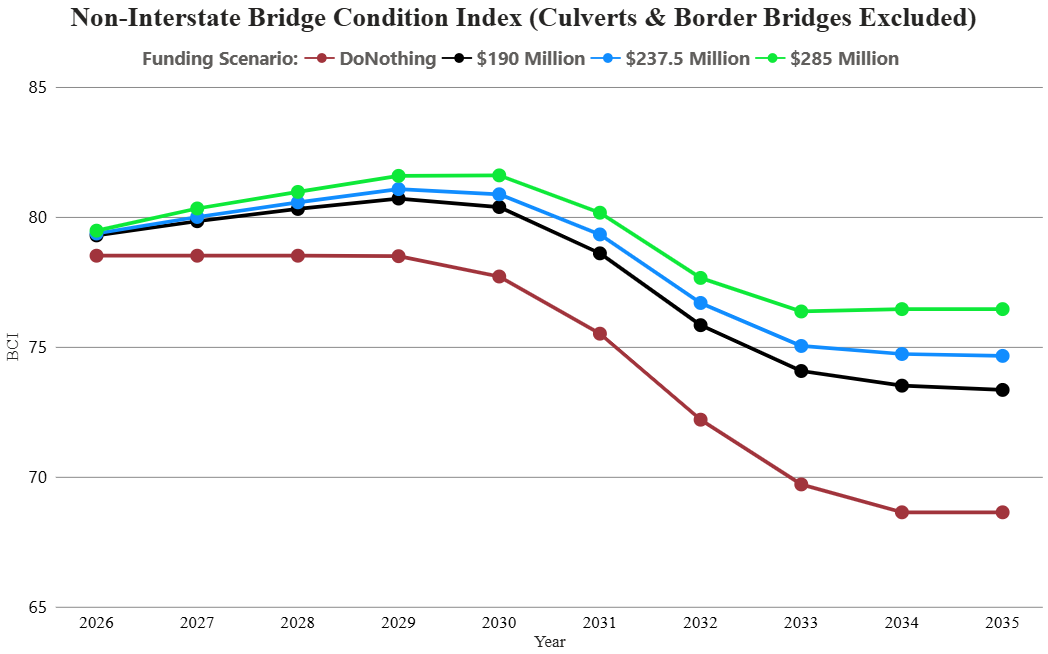 Non-Interstate Bridge Condition Index (Culverts & Border Bridges Excluded)
Funding Scenario: DoNothing $190 Million $237.5 Million $285 Million
85
80
75
70
65
BCI
2026 2027 2028 2029 2030 2031 2032 2033 2034 2035
Year